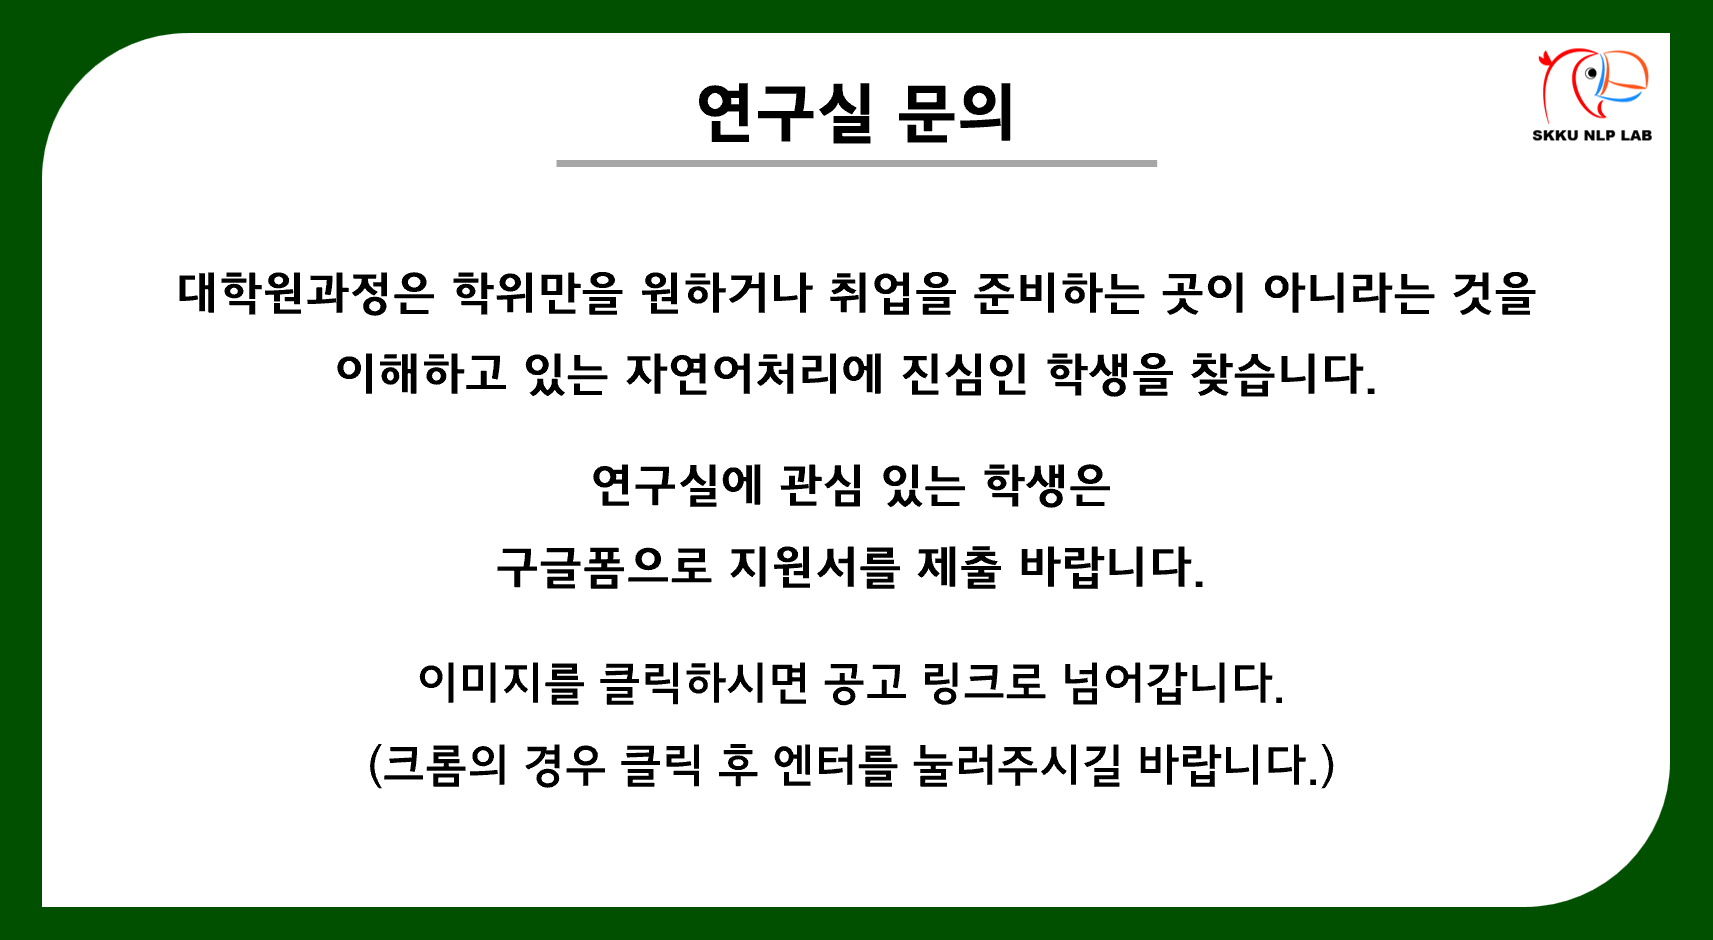 연구실 문의
SKKU NLP LAB
대학원과정은 학위만을 원하거나 취업을 준비하는 곳이 아니라는 것을
이해하고 있는 자연어처리에 진심인 학생을 찾습니다.
연구실에 관심 있는 학생은
구글폼으로 지원서를 제출 바랍니다.
이미지를 클릭하시면 공고 링크로 넘어갑니다.
(크롬의 경우 클릭 후 엔터를 눌러주시길 바랍니다.)